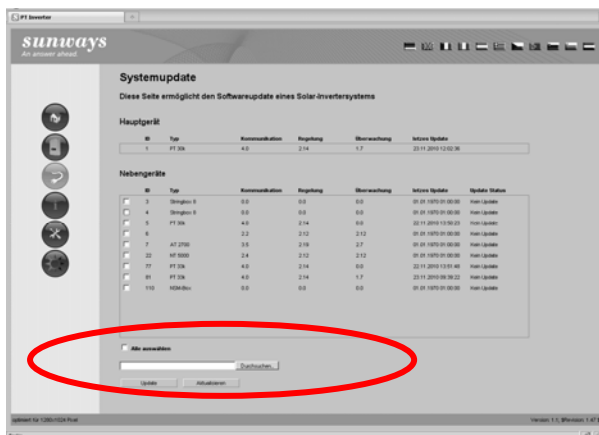 PT Inverter
sunways
An answer ahead.
Systemupdate
Diese Seite ermöglicht den Softwareupdate eines Solar-Invertersystems
Hauptgerät
ID Typ Kommunikation Regelung Überwachung letzes Update
1 PT 30k 4.0 2.14 1.7 23.11.2010 12:02:36
Nebengeräte
ID Typ Kommunikation Regelung Überwachung letzes Update Update Status
3 Stringbox II 0.0 0.0 0.0 01.01.1970 01:00:00 Kein Update
4 Stringbox II 0.0 0.0 0.0 01.01.1970 01:00:00 Kein Update
5 PT 30k 4.0 2.14 0.0 22.11.2010 13:50:23 Kein Update
6 2.2 2.12 2.12 01.01.1970 01:00:00 Kein Update
7 AT 2700 3.5 2.19 2.7 01.01.1970 01:00:00 Kein Update
22 NT 5000 2.4 2.12 2.12 01.01.1970 01:00:00 Kein Update
77 PT 33k 4.0 2.14 0.0 22.11.2010 13:51:48 Kein Update
81 PT 33k 4.0 2.14 1.7 23.11.2010 09:39:22 Kein Update
110 0.0 0.0 0.0 01.01.1970 01:00:00 Kein Update
Alle auswählen
Durchsuchen...
Update Aktualisieren
optimiert für 1280x1024 Pixel